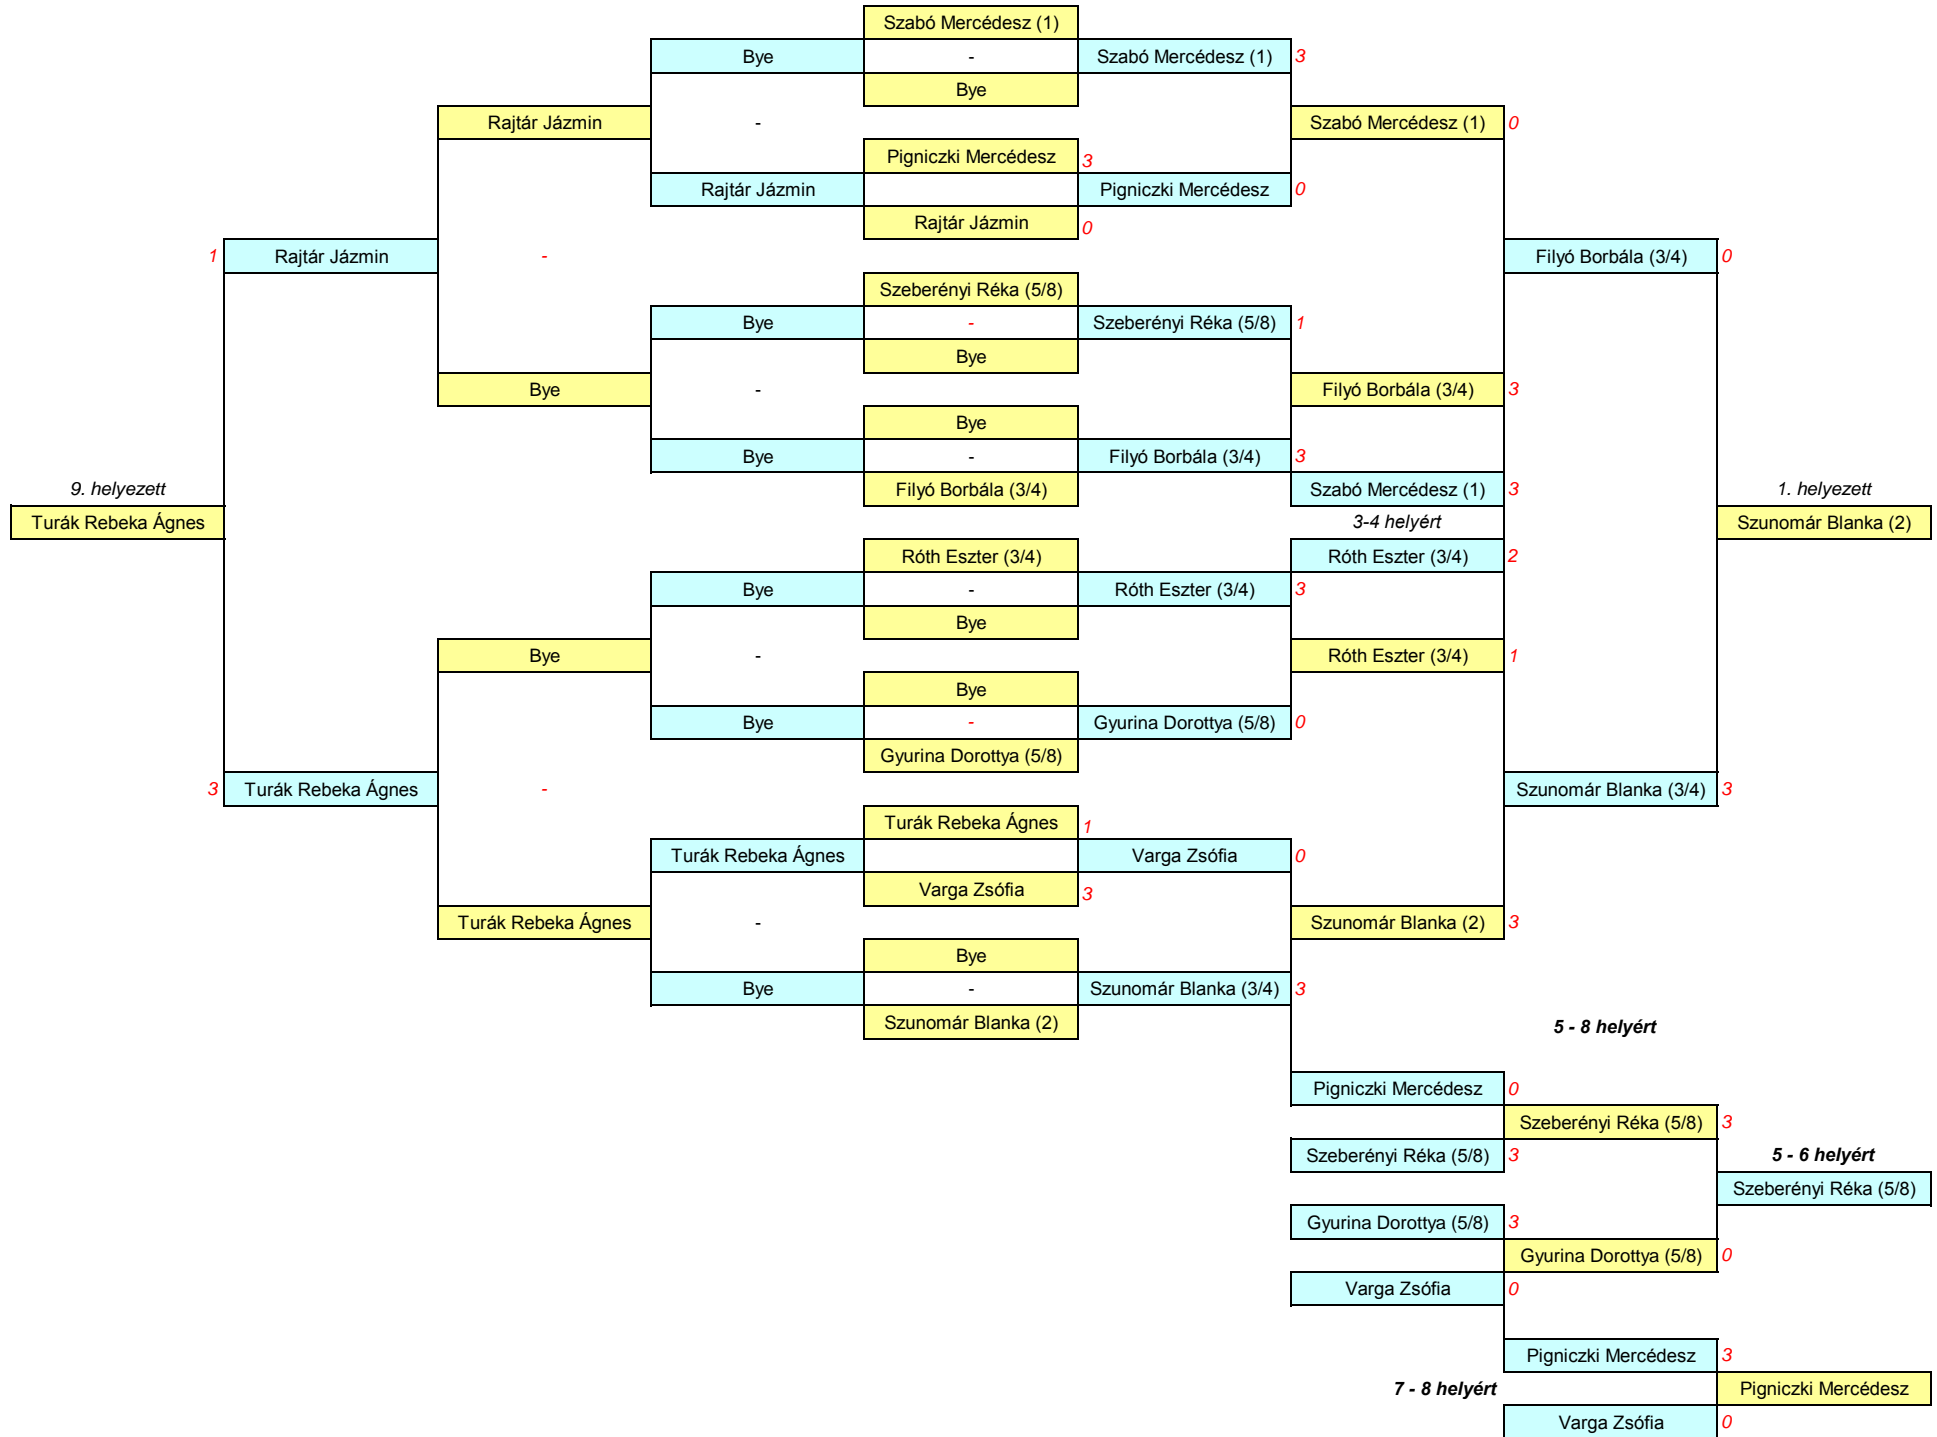 Szabó Mercédesz (1)
Bye - Szabó Mercédesz (1) 3
Bye
Rajtár Jázmin - Szabó Mercédesz (1) 0
Pigniczki Mercédesz 3
Rajtár Jázmin Pigniczki Mercédesz 0
Rajtár Jázmin 0
1 Rajtár Jázmin - Filyó Borbála (3/4) 0
Szeberényi Réka (5/8)
Bye - Szeberényi Réka (5/8) 1
Bye
Bye - Filyó Borbála (3/4) 3
Bye
Bye - Filyó Borbála (3/4) 3
9. helyezett Filyó Borbála (3/4) Szabó Mercédesz (1) 3 1. helyezett
Turák Rebeka Ágnes 3-4 helyért Szunomár Blanka (2)
Róth Eszter (3/4) Róth Eszter (3/4) 2
Bye - Róth Eszter (3/4) 3
Bye
Bye - Róth Eszter (3/4) 1
Bye
Bye - Gyurina Dorottya (5/8) 0
Gyurina Dorottya (5/8)
3 Turák Rebeka Ágnes - Szunomár Blanka (3/4) 3
Turák Rebeka Ágnes 1
Turák Rebeka Ágnes Varga Zsófia 0
Varga Zsófia 3
Turák Rebeka Ágnes - Szunomár Blanka (2) 3
Bye
Bye - Szunomár Blanka (3/4) 3
Szunomár Blanka (2) 5 - 8 helyért
Pigniczki Mercédesz 0
Szeberényi Réka (5/8) 3
Szeberényi Réka (5/8) 3 5 - 6 helyért
Szeberényi Réka (5/8)
Gyurina Dorottya (5/8) 3
Gyurina Dorottya (5/8) 0
Varga Zsófia 0
Pigniczki Mercédesz 3
7 - 8 helyért Pigniczki Mercédesz
Varga Zsófia 0